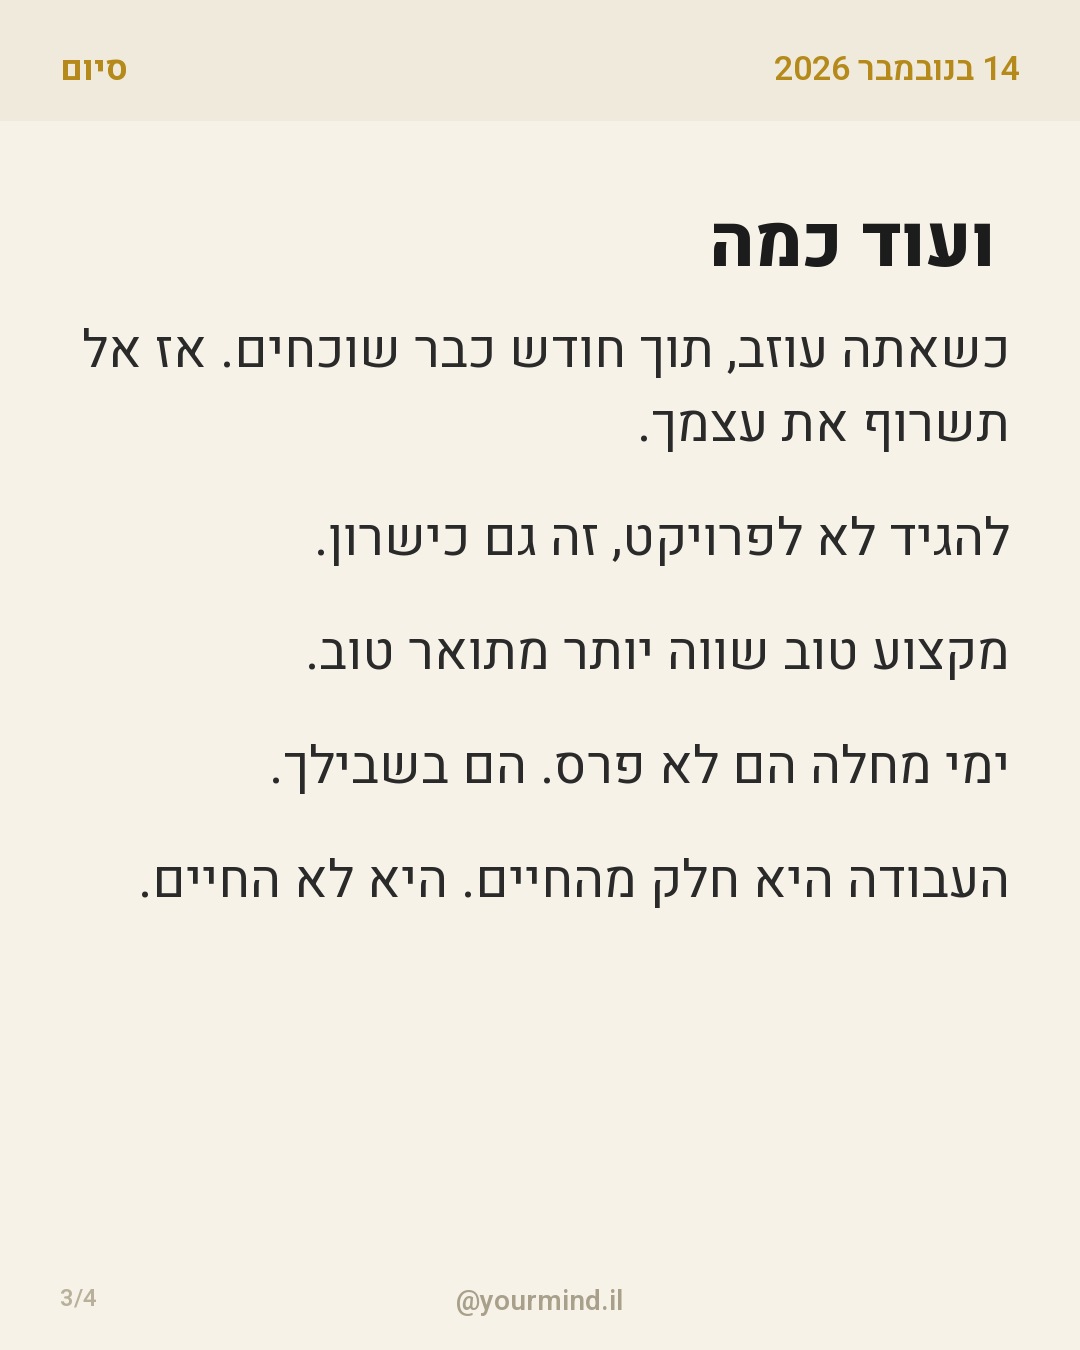 14 בנובמבר 2026
סיום
ועוד כמה
כשאתה עוזב, תוך חודש כבר שוכחים. אז אל
תשרוף את עצמך.
להגיד לא לפרויקט, זה גם כישרון.
מקצוע טוב שווה יותר מתואר טוב.
ימי מחלה הם לא פרס. הם בשבילך.
העבודה היא חלק מהחיים. היא לא החיים.
@yourmind.il
3/4